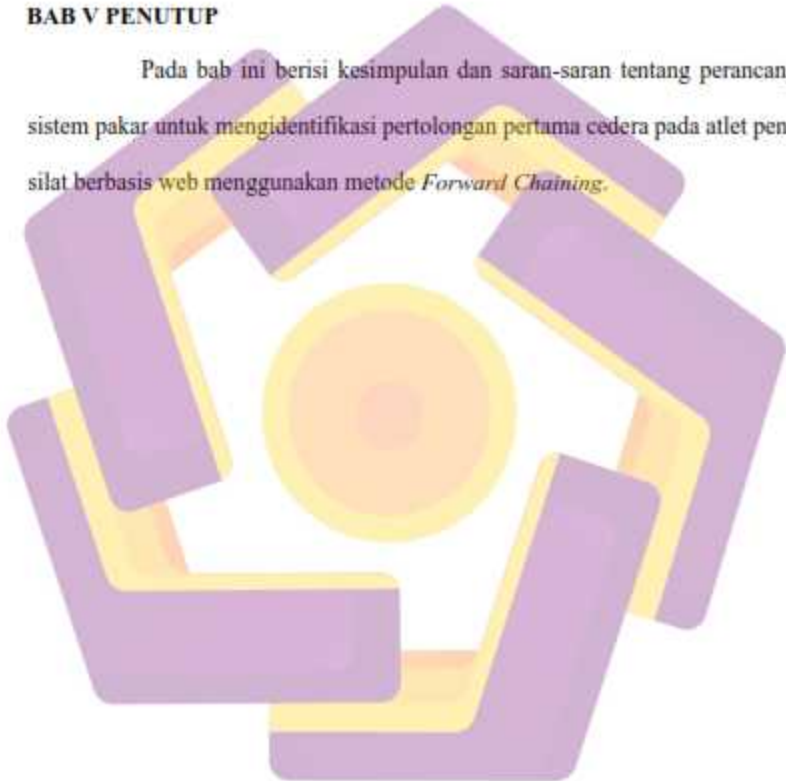 BAB V PENUTUP
Pada bab ini berisi kesimpulan dan saran-saran tentang perancan
sistem pakar untuk mengidentifikasi pertolongan pertama cedera pada atlet pen
silat berbasis web menggunakan metode Forward Chaining.